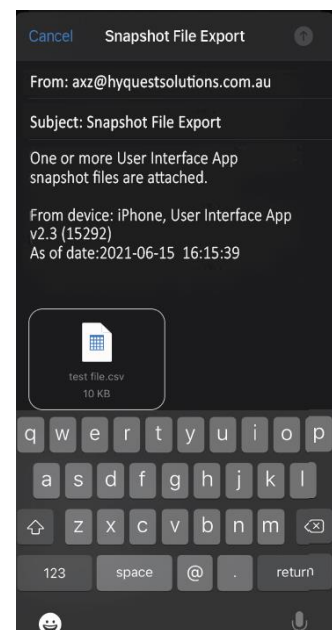 Cancel Snapshot File Export
From: axz@hyquestsolutions.com.au
Subject: Snapshot File Export
One or more User Interface App
snapshot files are attached.
From device: iPhone, User Interface App
v2.3 (15292)
As of date:2021-06-15 16:15:39
test file.csv
10 KB
q w e r t y u i o p
a s d f g h j k l
z x c v b n m
123 space @ . return